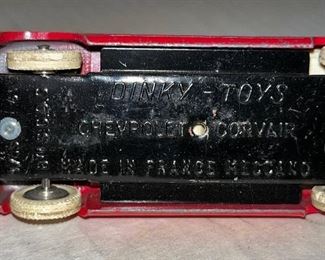 DINKY - TOYS
CHEVROLET CORVAIR
MADE IN FRANCE MECCANO